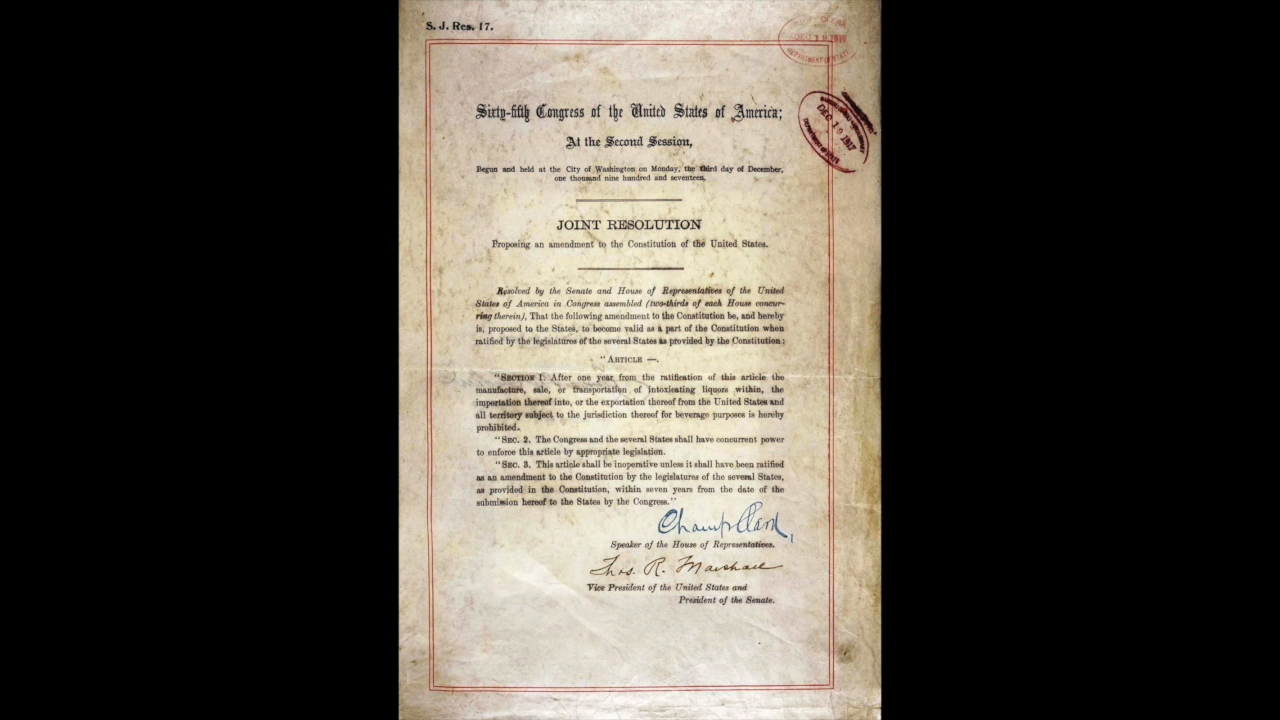 S. J. Res. 17.
DEC 19 1917
DEPARTMENT OF STATE
DEC 19 1917
Sixty-fifth Congress of the United States of America;
At the Second Session,
Begun and held at the City of Washington on Monday, the third day of December,
one thousand nine hundred and seventeen.
JOINT RESOLUTION
Proposing an amendment to the Constitution of the United States.
Resolved by the Senate and House of Representatives of the United
States of America in Congress assembled (two-thirds of each House concur-
ring therein), That the following amendment to the Constitution be, and hereby
is, proposed to the States, to become valid as a part of the Constitution when
ratified by the legislatures of the several States as provided by the Constitution:
"ARTICLE —.
"SECTION 1. After one year from the ratification of this article the
manufacture, sale, or transportation of intoxicating liquors within, the
importation thereof into, or the exportation thereof from the United States and
all territory subject to the jurisdiction thereof for beverage purposes is hereby
prohibited.
"SEC. 2. The Congress and the several States shall have concurrent power
to enforce this article by appropriate legislation.
"SEC. 3. This article shall be inoperative unless it shall have been ratified
as an amendment to the Constitution by the legislatures of the several States,
as provided in the Constitution, within seven years from the date of the
submission hereof to the States by the Congress."
Champ Clark,
Speaker of the House of Representatives.
Thos. R. Marshall
Vice President of the United States and
President of the Senate.